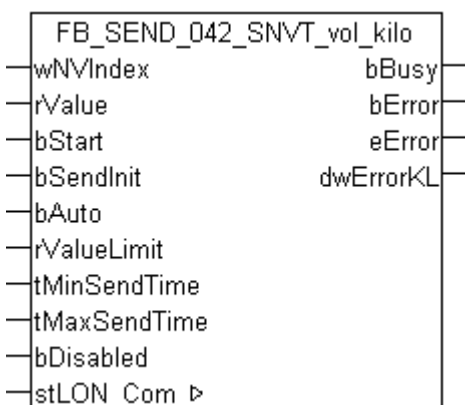 FB_SEND_042_SNVT_vol_kilo
wNVIndex bBusy
rValue bError
bStart eError
bSendInit dwErrorKL
bAuto
rValueLimit
tMinSendTime
tMaxSendTime
bDisabled
stLON_Com ▷